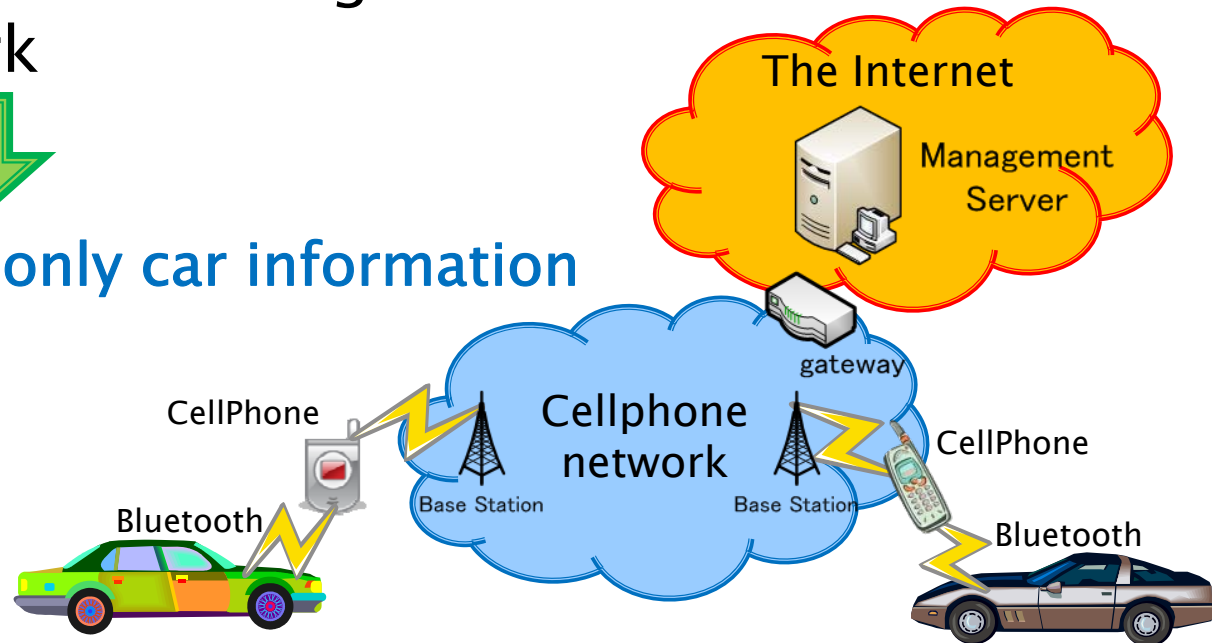 k
The Internet
Management
Server
only car information
gateway
CellPhone
Cellphone
network
CellPhone
Base Station
Base Station
Bluetooth
Bluetooth